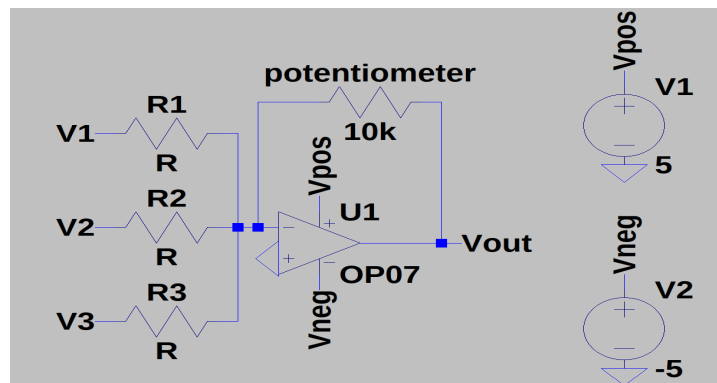 potentiometer
10k
R1
V1
R
R2
V2
R
R3
V3
R
Vpos
U1
OP07
Vneg
Vout
Vpos
V1
5
Vneg
V2
-5